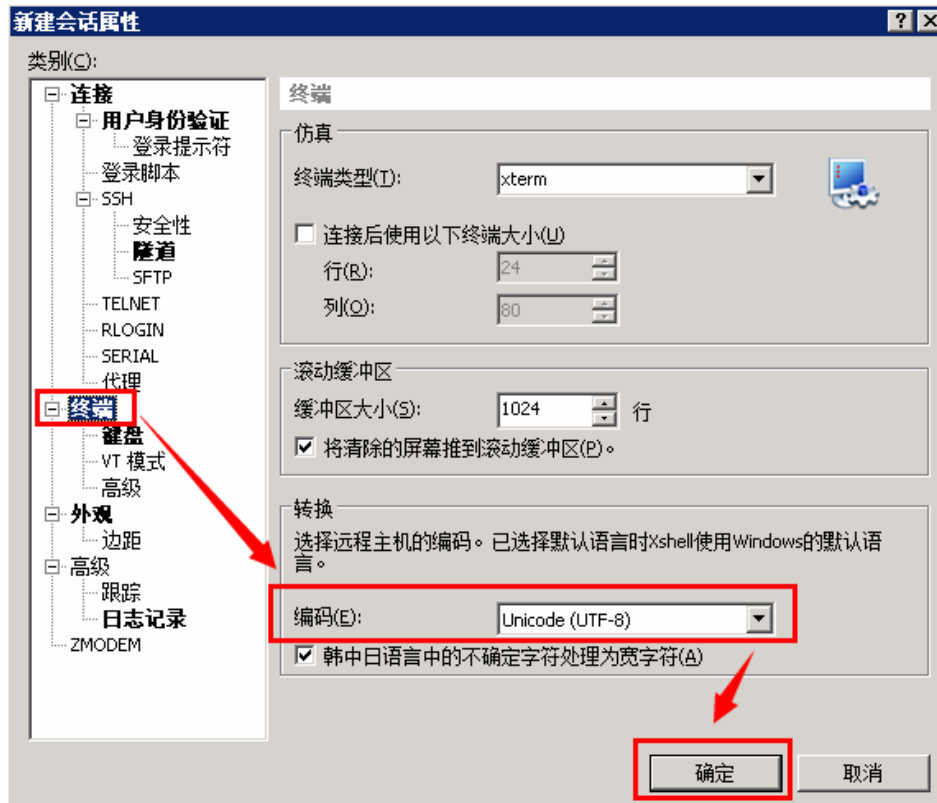 新建会话属性
类别(C):
连接
用户身份验证
登录提示符
登录脚本
SSH
安全性
隧道
SFTP
TELNET
RLOGIN
SERIAL
代理
终端
键盘
VT 模式
高级
外观
边距
高级
跟踪
日志记录
ZMODEM
终端
仿真
终端类型(T): xterm
连接后使用以下终端大小(U)
行(R): 24
列(O): 80
滚动缓冲区
缓冲区大小(S): 1024 行
将清除的屏幕推到滚动缓冲区(P)。
转换
选择远程主机的编码。已选择默认语言时Xshell使用Windows的默认语
言。
编码(E): Unicode (UTF-8)
韩中日语言中的不确定字符处理为宽字符(A)
确定 取消